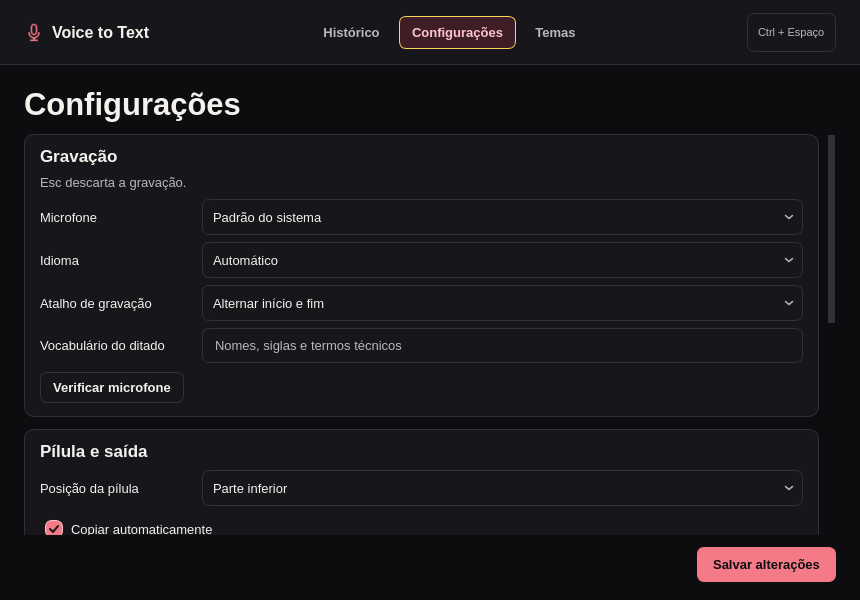 Voice to Text
Histórico
Configurações
Temas
Ctrl + Espaço
Configurações
Gravação
Esc descarta a gravação.
Microfone
Padrão do sistema
Idioma
Automático
Atalho de gravação
Alternar início e fim
Vocabulário do ditado
Nomes, siglas e termos técnicos
Verificar microfone
Pílula e saída
Posição da pílula
Parte inferior
Copiar automaticamente
Salvar alterações